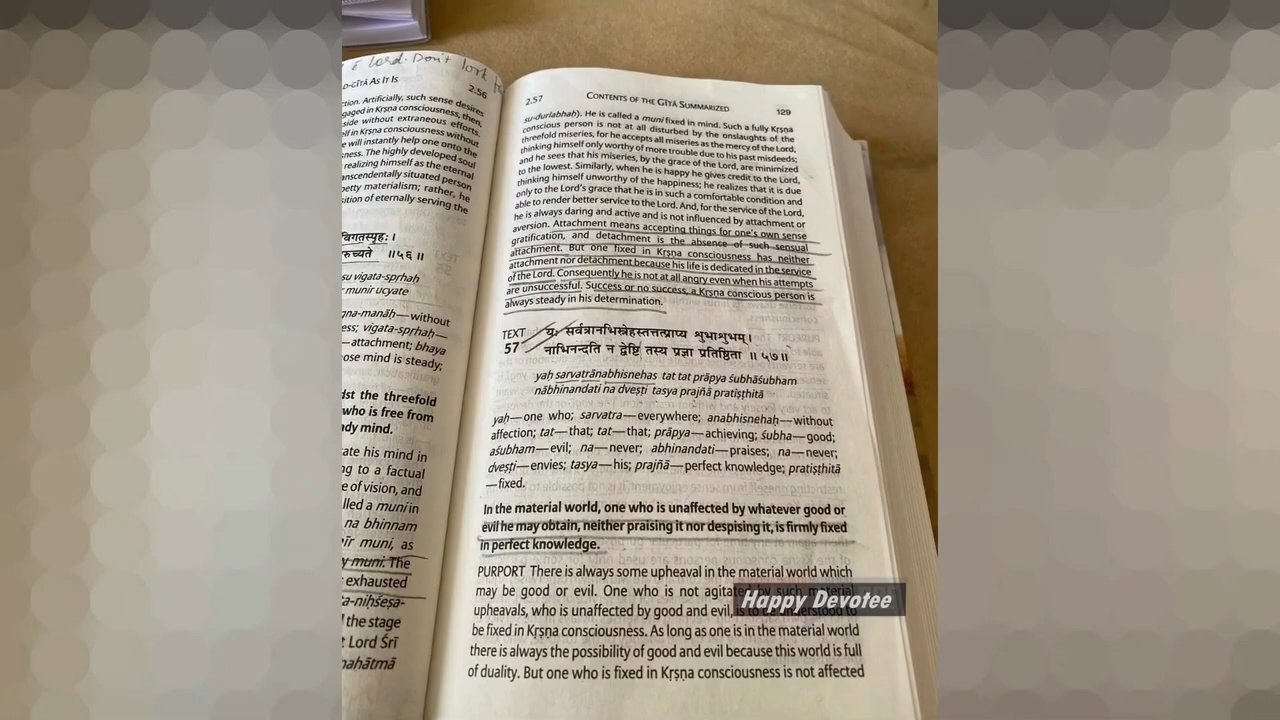 & Lord. Don't look
D-GĪTĀ AS IT IS
2.56
ction. Artificially, such sense desires
gaged in Kṛṣṇa consciousness, then,
side without extraneous efforts.
elf in Kṛṣṇa consciousness without
e will instantly help one onto the
ness. The highly developed soul
realizing himself as the eternal
anscendentally situated person
petty materialism; rather, he
sition of eternally serving the
विगतस्पृहः ।
रुच्यते ॥५६॥
su vigata-spṛhaḥ
munir ucyate
gna-manāḥ—without
ess; vigata-spṛhaḥ—
—attachment; bhaya
ose mind is steady;
dst the threefold
who is free from
ady mind.
ate his mind in
ng to a factual
e of vision, and
lled a muni in
na bhinnam
īr muni, as
y muni. The
exhausted
ta-niḥśeṣa-
the stage
t Lord Śrī
nahātmā
2.57
CONTENTS OF THE GĪTĀ SUMMARIZED
129
su-durlabhaḥ). He is called a muni fixed in mind. Such a fully Kṛṣṇa
conscious person is not at all disturbed by the onslaughts of the
threefold miseries, for he accepts all miseries as the mercy of the Lord,
thinking himself only worthy of more trouble due to his past misdeeds;
and he sees that his miseries, by the grace of the Lord, are minimized
to the lowest. Similarly, when he is happy he gives credit to the Lord,
thinking himself unworthy of the happiness; he realizes that it is due
only to the Lord's grace that he is in such a comfortable condition and
able to render better service to the Lord. And, for the service of the Lord,
he is always daring and active and is not influenced by attachment or
aversion. Attachment means accepting things for one's own sense
gratification, and detachment is the absence of such sensual
attachment. But one fixed in Kṛṣṇa consciousness has neither
attachment nor detachment because his life is dedicated in the service
of the Lord. Consequently he is not at all angry even when his attempts
are unsuccessful. Success or no success, a Kṛṣṇa conscious person is
always steady in his determination.
TEXT यः सर्वत्रानभिस्नेहस्तत्तत्प्राप्य शुभाशुभम् ।
57 नाभिनन्दति न द्वेष्टि तस्य प्रज्ञा प्रतिष्ठिता ॥ ५७॥
yaḥ sarvatrānabhisnehas tat tat prāpya śubhāśubham
nābhinandati na dveṣṭi tasya prajñā pratiṣṭhitā
yaḥ—one who; sarvatra—everywhere; anabhisnehaḥ—without
affection; tat—that; tat—that; prāpya—achieving; śubha—good;
aśubham—evil; na—never; abhinandati—praises; na—never;
dveṣṭi—envies; tasya—his; prajñā—perfect knowledge; pratiṣṭhitā
—fixed.
In the material world, one who is unaffected by whatever good or
evil he may obtain, neither praising it nor despising it, is firmly fixed
in perfect knowledge.
PURPORT There is always some upheaval in the material world which
may be good or evil. One who is not agitated by such material
upheavals, who is unaffected by good and evil, is to be understood to
be fixed in Kṛṣṇa consciousness. As long as one is in the material world
there is always the possibility of good and evil because this world is full
of duality. But one who is fixed in Kṛṣṇa consciousness is not affected
Happy Devotee